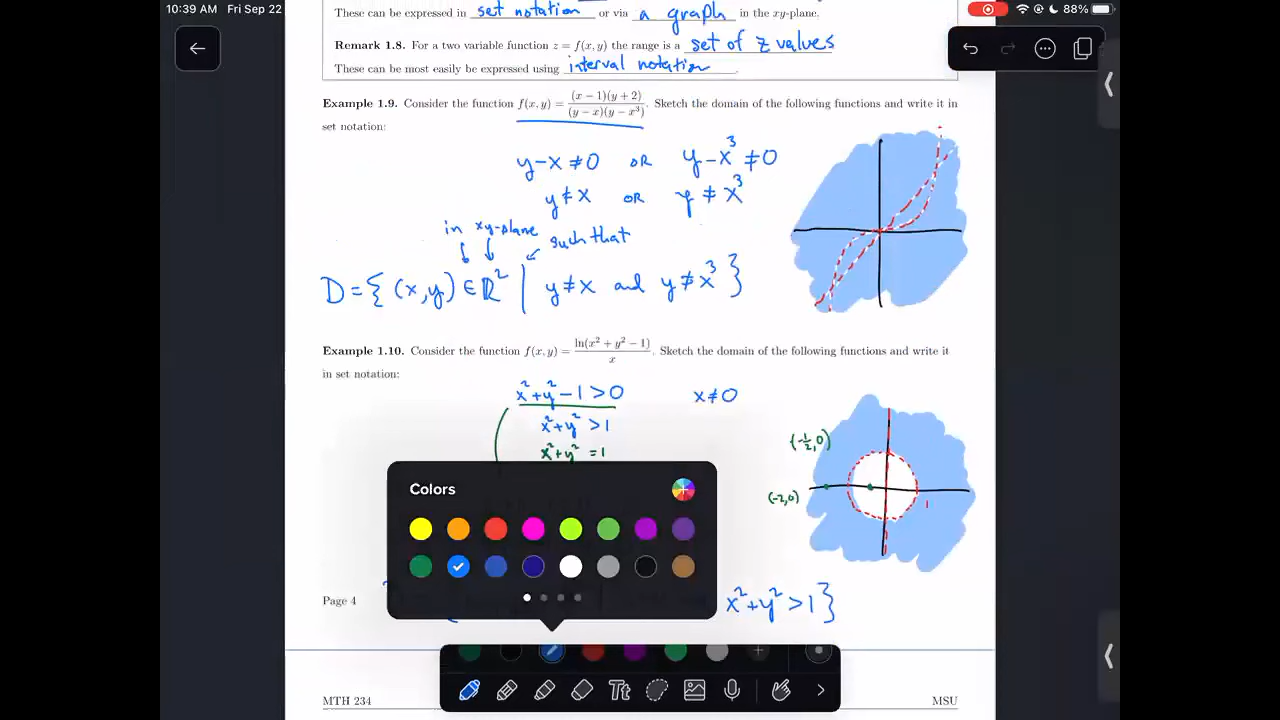 10:39 AM Fri Sep 22
88%
These can be expressed in set notation or via a graph in the xy-plane.
Remark 1.8. For a two variable function z = f(x, y) the range is a set of z values
These can be most easily be expressed using interval notation.
Example 1.9. Consider the function f(x, y) = (x − 1)(y + 2) / (y − x)(y − x³). Sketch the domain of the following functions and write it in
set notation:
y−x ≠ 0 OR y−x³ ≠ 0
y ≠ x OR y ≠ x³
in xy-plane such that
D = { (x,y) ∈ ℝ² | y ≠ x and y ≠ x³ }
Example 1.10. Consider the function f(x, y) = ln(x² + y² − 1) / x. Sketch the domain of the following functions and write it
in set notation:
x²+y²−1 > 0 x ≠ 0
x²+y² > 1
x²+y² = 1
(−½,0)
(−2,0)
1
Colors
Page 4
x²+y² > 1 }
Tt
MTH 234 MSU